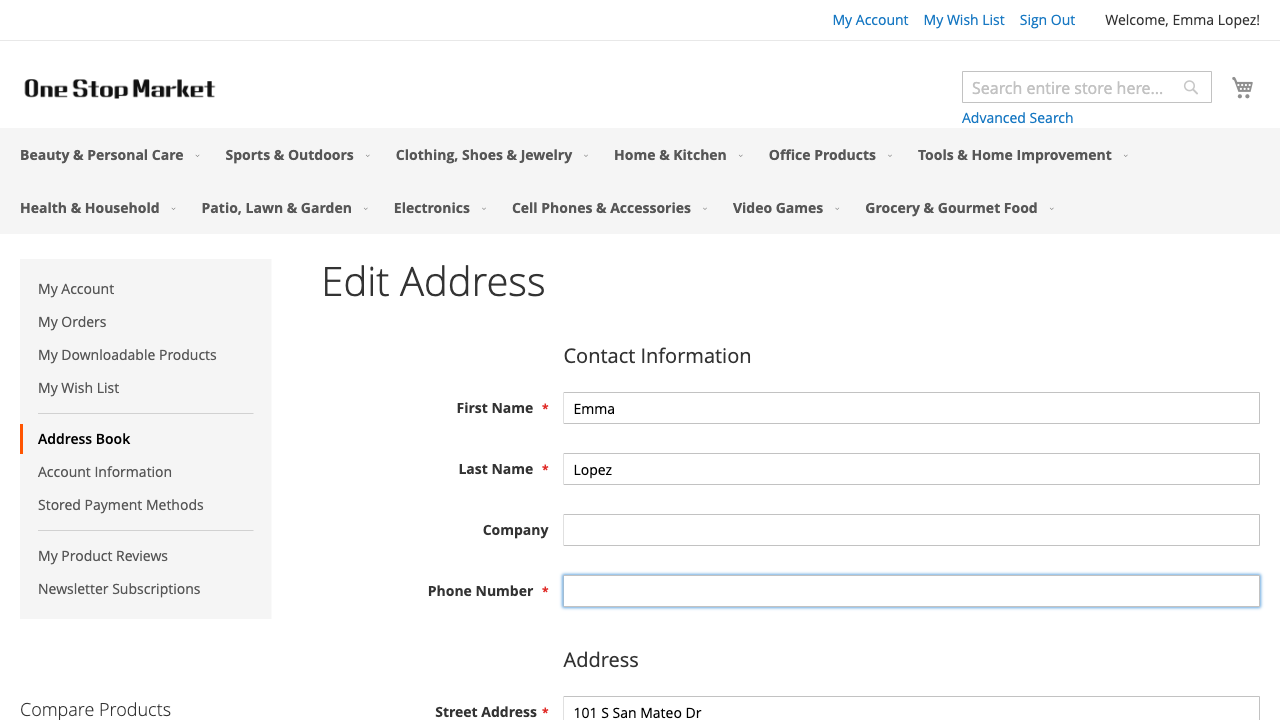 My Account My Wish List Sign Out Welcome, Emma Lopez!
One Stop Market
Search entire store here...
Advanced Search
Beauty & Personal Care Sports & Outdoors Clothing, Shoes & Jewelry Home & Kitchen Office Products Tools & Home Improvement
Health & Household Patio, Lawn & Garden Electronics Cell Phones & Accessories Video Games Grocery & Gourmet Food
My Account
My Orders
My Downloadable Products
My Wish List
Address Book
Account Information
Stored Payment Methods
My Product Reviews
Newsletter Subscriptions
Compare Products
Edit Address
Contact Information
First Name * Emma
Last Name * Lopez
Company
Phone Number *
Address
Street Address * 101 S San Mateo Dr